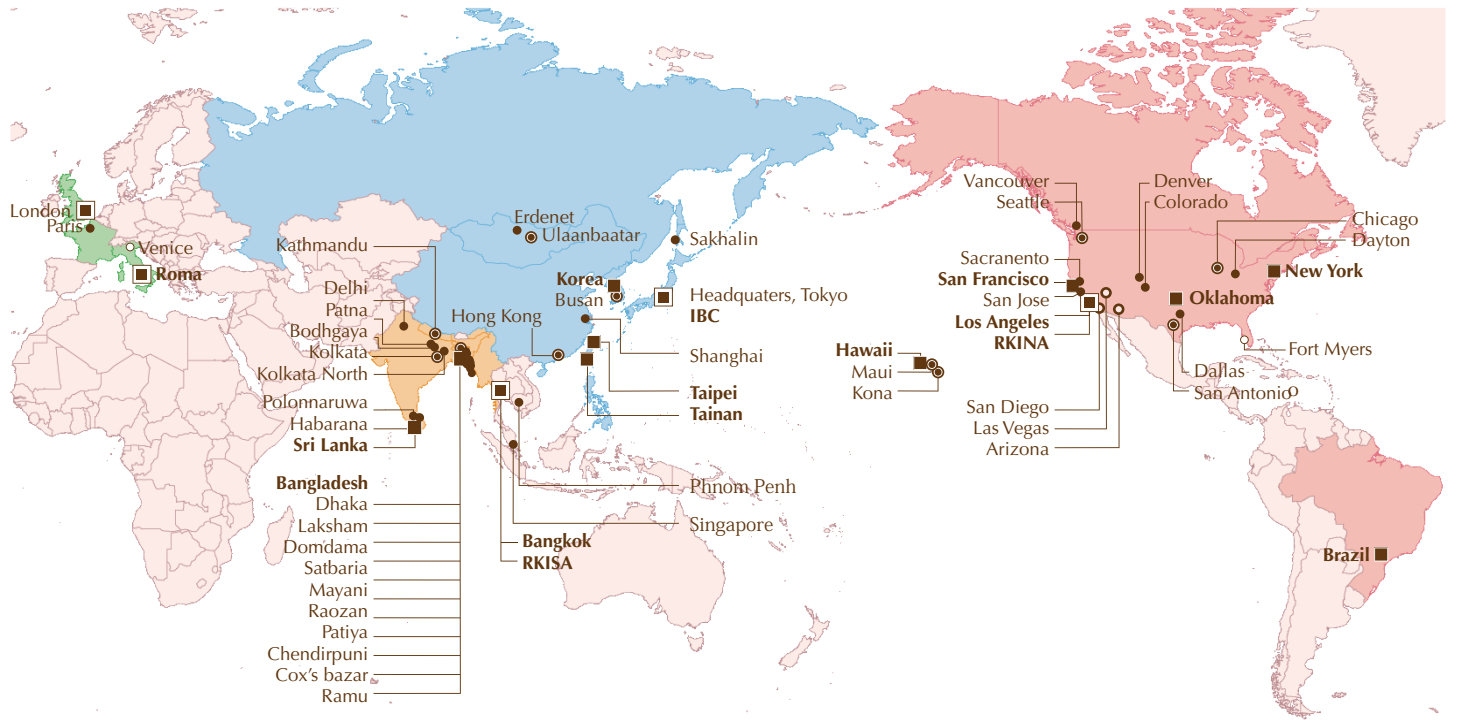 London
Paris
Venice
Roma
Kathmandu
Delhi
Patna
Bodhgaya
Kolkata
Kolkata North
Polonnaruwa
Habarana
Sri Lanka
Bangladesh
Dhaka
Laksham
Domdama
Satbaria
Mayani
Raozan
Patiya
Chendirpuni
Cox's bazar
Ramu
Erdenet
Ulaanbaatar
Sakhalin
Korea
Busan
Hong Kong
Headquaters, Tokyo
IBC
Shanghai
Taipei
Tainan
Phnom Penh
Singapore
Bangkok
RKISA
Hawaii
Maui
Kona
Vancouver
Seattle
Sacranento
San Francisco
San Jose
Los Angeles
RKINA
San Diego
Las Vegas
Arizona
Denver
Colorado
Chicago
Dayton
New York
Oklahoma
Fort Myers
Dallas
San Antonio
Brazil